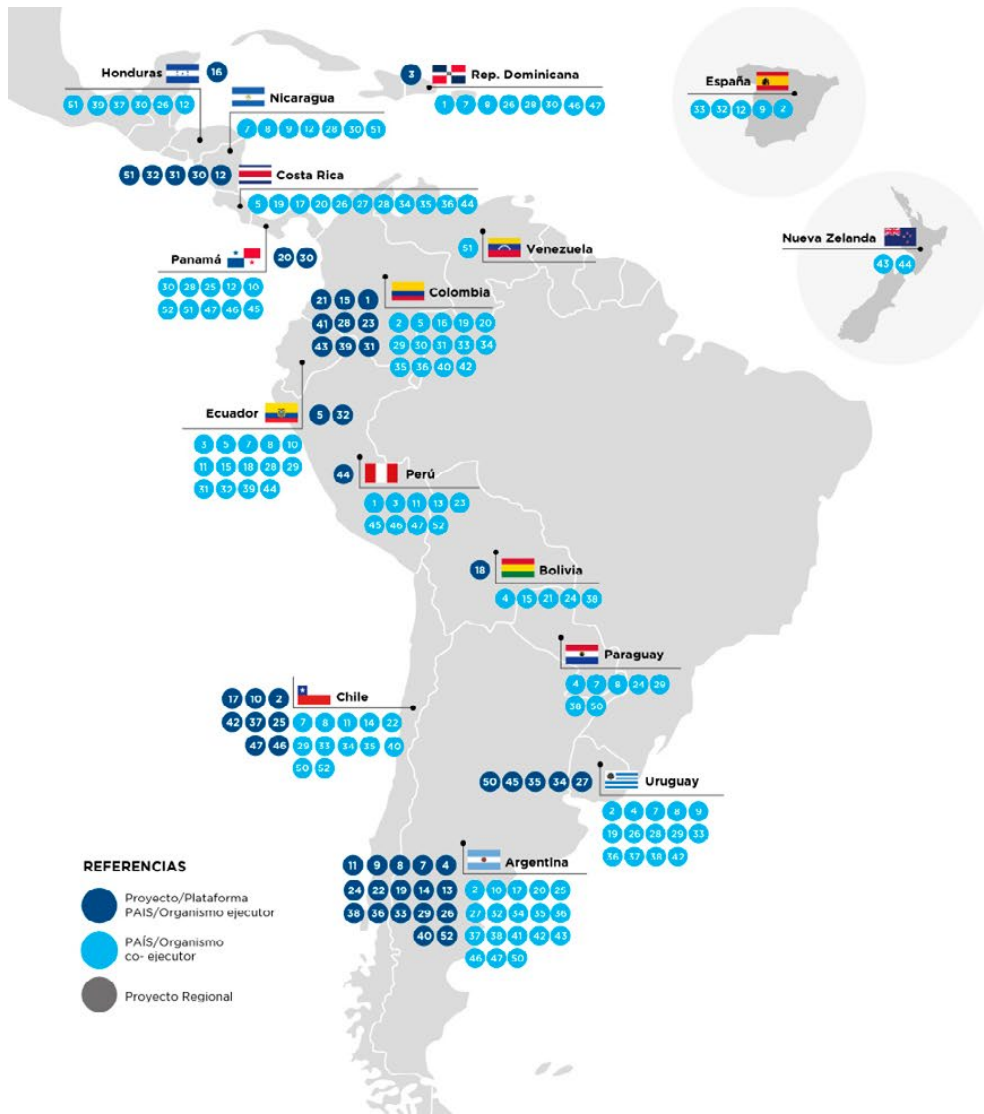 Honduras 16
51 39 37 30 26 12
Nicaragua
7 8 9 12 28 30 51
3 Rep. Dominicana
1 7 8 26 28 30 46 47
España
33 32 12 9 2
51 32 31 30 12 Costa Rica
5 19 17 20 26 27 28 34 35 36 44
Nueva Zelanda
43 44
Panamá 20 30
30 28 25 12 10
52 51 47 46 45
51 Venezuela
Colombia
21 15 1
41 28 23
43 39 31
2 5 16 19 20
29 30 31 33 34
35 36 40 42
Ecuador 5 32
3 5 7 8 10
11 15 18 28 29
31 32 39 44
44 Perú
1 3 11 13 23
45 46 47 52
18 Bolivia
4 15 21 24 38
Paraguay
4 7 8 24 29
38 50
Chile
17 10 2
42 37 25
47 46
7 8 11 14 22
29 33 34 35 40
50 52
50 45 35 34 27 Uruguay
2 4 7 8 9
19 26 28 29 33
36 37 38 42
Argentina
11 9 8 7 4
24 22 19 14 13
38 36 33 29 26
40 52
2 10 17 20 25
27 32 34 35 36
37 38 41 42 43
46 47 50
REFERENCIAS
Proyecto/Plataforma
PAIS/Organismo ejecutor
PAÍS/Organismo
co- ejecutor
Proyecto Regional